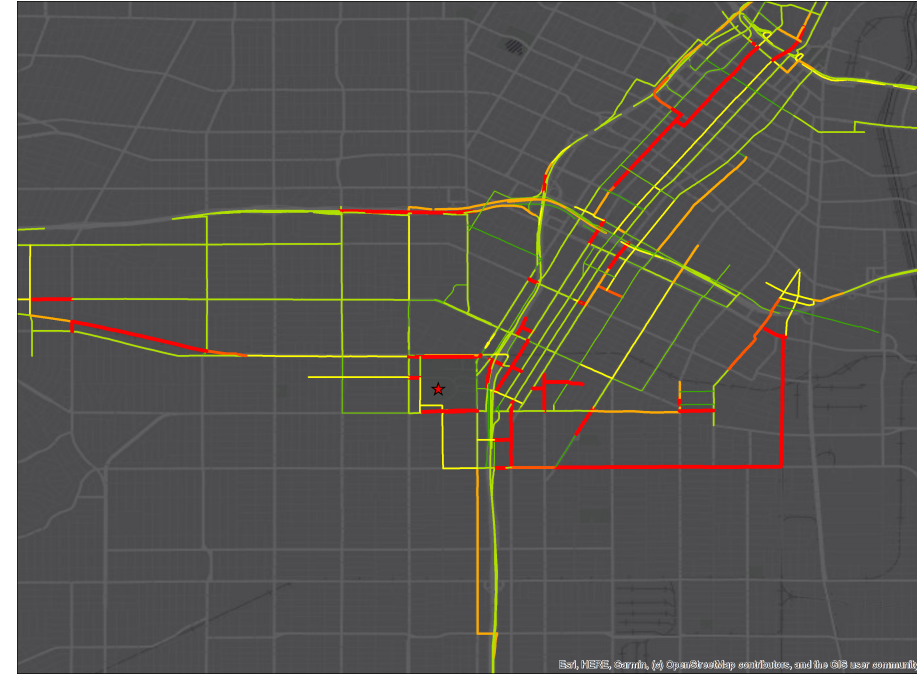 Esri, HERE, Garmin, (c) OpenStreetMap contributors, and the GIS user community